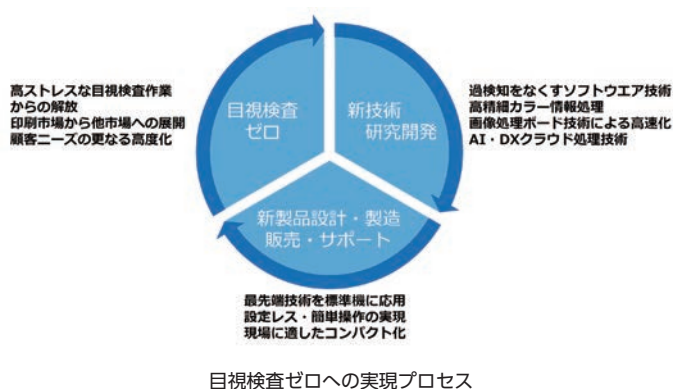 高ストレスな目視検査作業
からの解放
印刷市場から他市場への展開
顧客ニーズの更なる高度化
目視検査
ゼロ
新技術
研究開発
過検知をなくすソフトウエア技術
高精細カラー情報処理
画像処理ボード技術による高速化
AI・DXクラウド処理技術
新製品設計・製造
販売・サポート
最先端技術を標準機に応用
設定レス・簡単操作の実現
現場に適したコンパクト化
目視検査ゼロへの実現プロセス